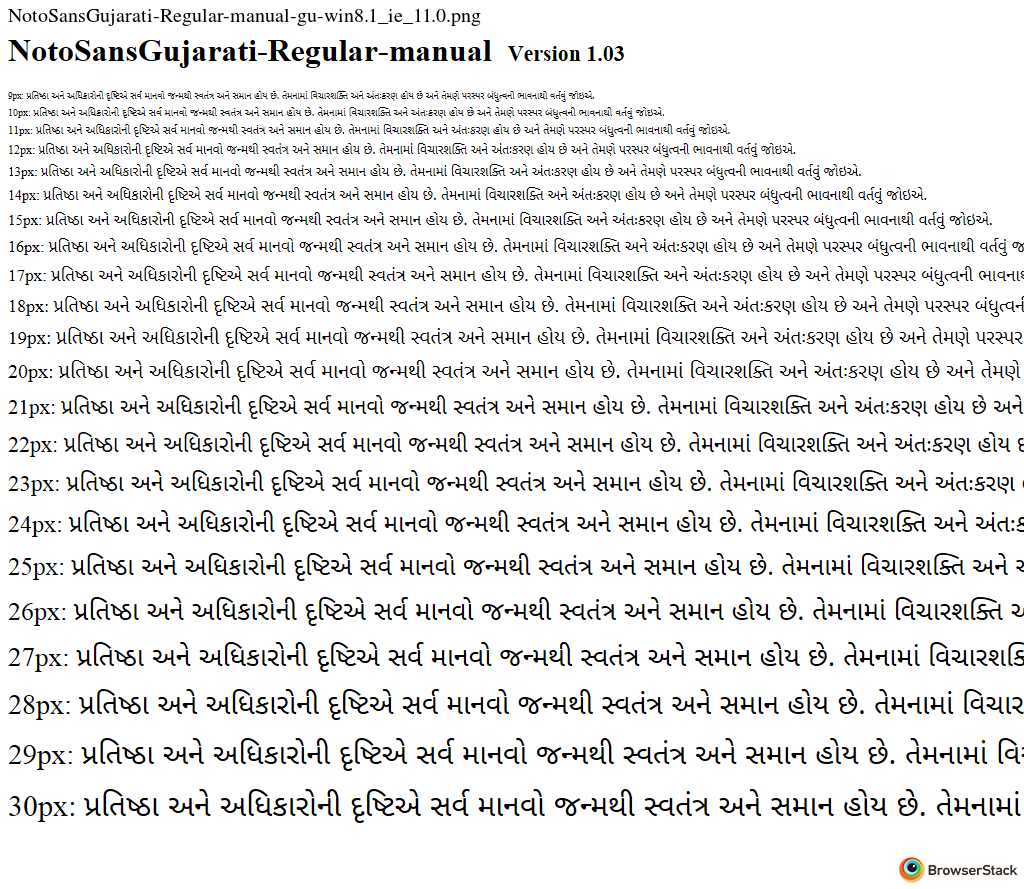 NotoSansGujarati-Regular-manual-gu-win8.1_ie_11.0.png
NotoSansGujarati-Regular-manual Version 1.03
9px: પ્રતિષ્ઠા અને અધિકારોની દૃષ્ટિએ સર્વ માનવો જન્મથી સ્વતંત્ર અને સમાન હોય છે. તેમનામાં વિચારશક્તિ અને અંતઃકરણ હોય છે અને તેમણે પરસ્પર બંધુત્વની ભાવનાથી વર્તવું જોઇએ.
10px: પ્રતિષ્ઠા અને અધિકારોની દૃષ્ટિએ સર્વ માનવો જન્મથી સ્વતંત્ર અને સમાન હોય છે. તેમનામાં વિચારશક્તિ અને અંતઃકરણ હોય છે અને તેમણે પરસ્પર બંધુત્વની ભાવનાથી વર્તવું જોઇએ.
11px: પ્રતિષ્ઠા અને અધિકારોની દૃષ્ટિએ સર્વ માનવો જન્મથી સ્વતંત્ર અને સમાન હોય છે. તેમનામાં વિચારશક્તિ અને અંતઃકરણ હોય છે અને તેમણે પરસ્પર બંધુત્વની ભાવનાથી વર્તવું જોઇએ.
12px: પ્રતિષ્ઠા અને અધિકારોની દૃષ્ટિએ સર્વ માનવો જન્મથી સ્વતંત્ર અને સમાન હોય છે. તેમનામાં વિચારશક્તિ અને અંતઃકરણ હોય છે અને તેમણે પરસ્પર બંધુત્વની ભાવનાથી વર્તવું જોઇએ.
13px: પ્રતિષ્ઠા અને અધિકારોની દૃષ્ટિએ સર્વ માનવો જન્મથી સ્વતંત્ર અને સમાન હોય છે. તેમનામાં વિચારશક્તિ અને અંતઃકરણ હોય છે અને તેમણે પરસ્પર બંધુત્વની ભાવનાથી વર્તવું જોઇએ.
14px: પ્રતિષ્ઠા અને અધિકારોની દૃષ્ટિએ સર્વ માનવો જન્મથી સ્વતંત્ર અને સમાન હોય છે. તેમનામાં વિચારશક્તિ અને અંતઃકરણ હોય છે અને તેમણે પરસ્પર બંધુત્વની ભાવનાથી વર્તવું જોઇએ.
15px: પ્રતિષ્ઠા અને અધિકારોની દૃષ્ટિએ સર્વ માનવો જન્મથી સ્વતંત્ર અને સમાન હોય છે. તેમનામાં વિચારશક્તિ અને અંતઃકરણ હોય છે અને તેમણે પરસ્પર બંધુત્વની ભાવનાથી વર્તવું જોઇએ.
16px: પ્રતિષ્ઠા અને અધિકારોની દૃષ્ટિએ સર્વ માનવો જન્મથી સ્વતંત્ર અને સમાન હોય છે. તેમનામાં વિચારશક્તિ અને અંતઃકરણ હોય છે અને તેમણે પરસ્પર બંધુત્વની ભાવનાથી વર્તવું
17px: પ્રતિષ્ઠા અને અધિકારોની દૃષ્ટિએ સર્વ માનવો જન્મથી સ્વતંત્ર અને સમાન હોય છે. તેમનામાં વિચારશક્તિ અને અંતઃકરણ હોય છે અને તેમણે પરસ્પર બંધુત્વની
18px: પ્રતિષ્ઠા અને અધિકારોની દૃષ્ટિએ સર્વ માનવો જન્મથી સ્વતંત્ર અને સમાન હોય છે. તેમનામાં વિચારશક્તિ અને અંતઃકરણ હોય છે અને તેમણે પરસ્પર બંધુત્વની
19px: પ્રતિષ્ઠા અને અધિકારોની દૃષ્ટિએ સર્વ માનવો જન્મથી સ્વતંત્ર અને સમાન હોય છે. તેમનામાં વિચારશક્તિ અને અંતઃકરણ હોય છે અને તેમણે પરસ્પર
20px: પ્રતિષ્ઠા અને અધિકારોની દૃષ્ટિએ સર્વ માનવો જન્મથી સ્વતંત્ર અને સમાન હોય છે. તેમનામાં વિચારશક્તિ અને અંતઃકરણ હોય છે અને તેમણે
21px: પ્રતિષ્ઠા અને અધિકારોની દૃષ્ટિએ સર્વ માનવો જન્મથી સ્વતંત્ર અને સમાન હોય છે. તેમનામાં વિચારશક્તિ અને અંતઃકરણ હોય છે અને
22px: પ્રતિષ્ઠા અને અધિકારોની દૃષ્ટિએ સર્વ માનવો જન્મથી સ્વતંત્ર અને સમાન હોય છે. તેમનામાં વિચારશક્તિ અને અંતઃકરણ હોય
23px: પ્રતિષ્ઠા અને અધિકારોની દૃષ્ટિએ સર્વ માનવો જન્મથી સ્વતંત્ર અને સમાન હોય છે. તેમનામાં વિચારશક્તિ અને અંતઃકરણ
24px: પ્રતિષ્ઠા અને અધિકારોની દૃષ્ટિએ સર્વ માનવો જન્મથી સ્વતંત્ર અને સમાન હોય છે. તેમનામાં વિચારશક્તિ અને
25px: પ્રતિષ્ઠા અને અધિકારોની દૃષ્ટિએ સર્વ માનવો જન્મથી સ્વતંત્ર અને સમાન હોય છે. તેમનામાં વિચારશક્તિ અને
26px: પ્રતિષ્ઠા અને અધિકારોની દૃષ્ટિએ સર્વ માનવો જન્મથી સ્વતંત્ર અને સમાન હોય છે. તેમનામાં વિચારશક્તિ
27px: પ્રતિષ્ઠા અને અધિકારોની દૃષ્ટિએ સર્વ માનવો જન્મથી સ્વતંત્ર અને સમાન હોય છે. તેમનામાં
28px: પ્રતિષ્ઠા અને અધિકારોની દૃષ્ટિએ સર્વ માનવો જન્મથી સ્વતંત્ર અને સમાન હોય છે. તેમનામાં
29px: પ્રતિષ્ઠા અને અધિકારોની દૃષ્ટિએ સર્વ માનવો જન્મથી સ્વતંત્ર અને સમાન હોય છે. તેમનામાં
30px: પ્રતિષ્ઠા અને અધિકારોની દૃષ્ટિએ સર્વ માનવો જન્મથી સ્વતંત્ર અને સમાન હોય છે. તેમનામાં
BrowserStack